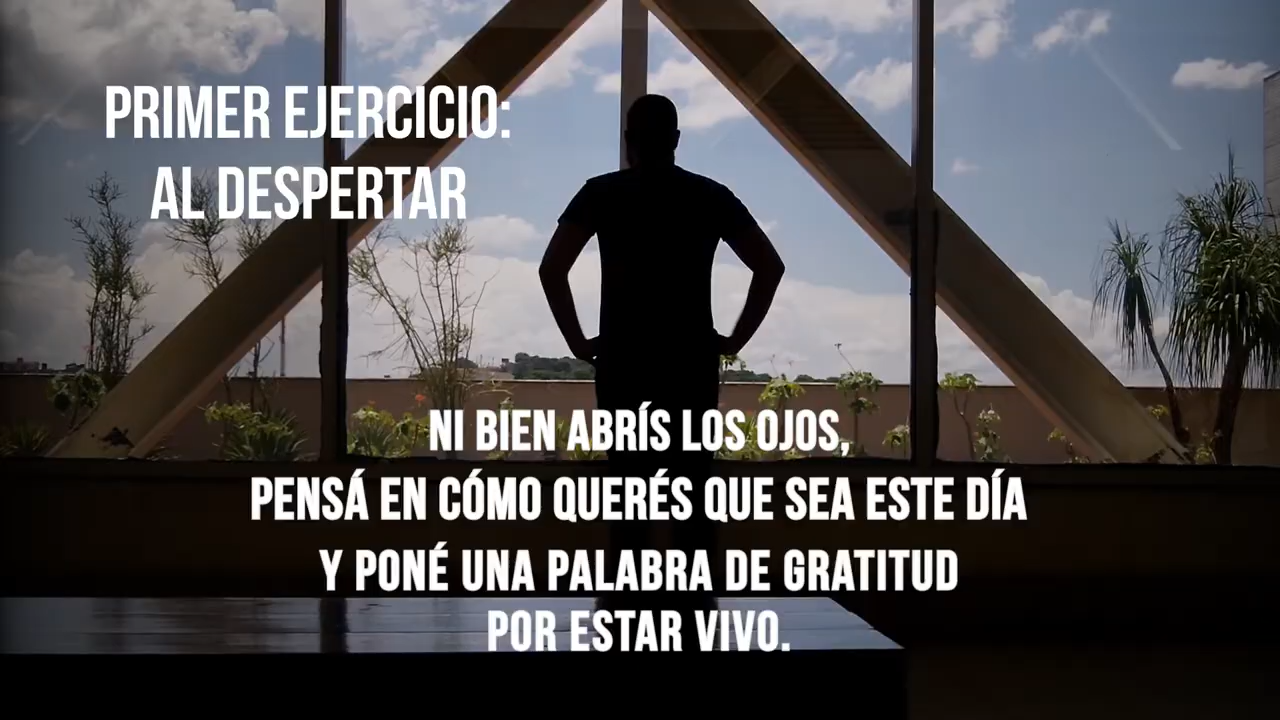 PRIMER EJERCICIO:
AL DESPERTAR
NI BIEN ABRÍS LOS OJOS,
PENSÁ EN CÓMO QUERÉS QUE SEA ESTE DÍA
Y PONÉ UNA PALABRA DE GRATITUD
POR ESTAR VIVO.